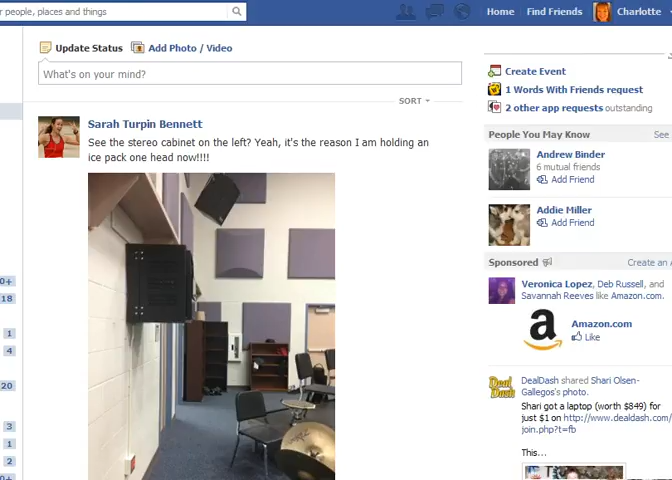 r people, places and things
Home Find Friends Charlotte
Update Status Add Photo / Video
What's on your mind?
SORT
Sarah Turpin Bennett
See the stereo cabinet on the left? Yeah, it's the reason I am holding an
ice pack one head now!!!!
0+
18
1
4
20
3
1
2
0+
Create Event
1 Words With Friends request
2 other app requests outstanding
People You May Know See
Andrew Binder
6 mutual friends
Add Friend
Addie Miller
Add Friend
Sponsored Create an A
Veronica Lopez, Deb Russell, and
Savannah Reeves like Amazon.com.
a
Amazon.com
Like
Deal Dash
DealDash shared Shari Olsen-
Gallegos's photo.
Shari got a laptop (worth $849) for
just $1 on http://www.dealdash.com/
join.php?t=fb
This...